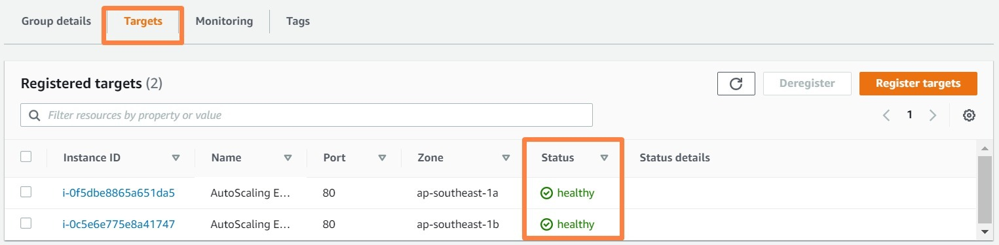 Group details Targets Monitoring Tags
Registered targets (2) Deregister Register targets
Filter resources by property or value 1
Instance ID Name Port Zone Status Status details
i-0f5dbe8865a651da5 AutoScaling E... 80 ap-southeast-1a healthy
i-0c5e6e775e8a41747 AutoScaling E... 80 ap-southeast-1b healthy